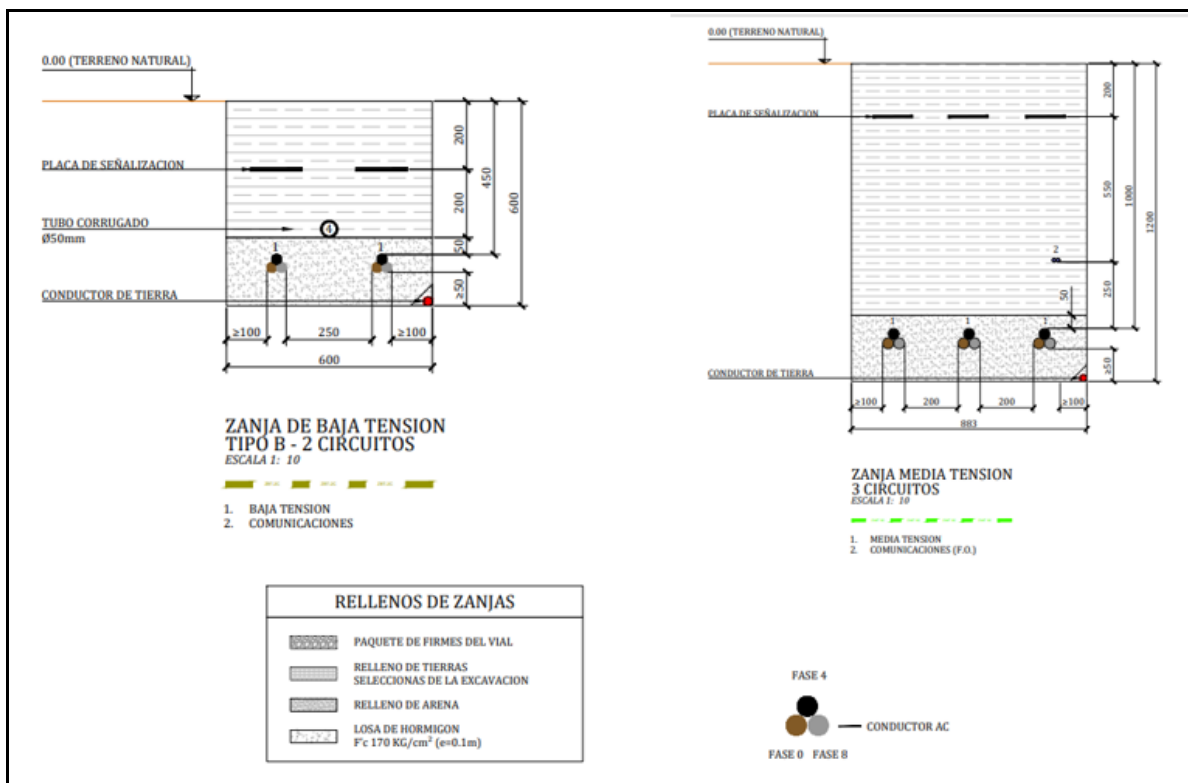 0.00 (TERRENO NATURAL)
PLACA DE SEÑALIZACION
TUBO CORRUGADO
Ø50mm
CONDUCTOR DE TIERRA
4
1
1
200
200
50
≥50
450
600
≥100
250
≥100
600
ZANJA DE BAJA TENSION
TIPO B - 2 CIRCUITOS
ESCALA 1: 10
1. BAJA TENSION
2. COMUNICACIONES
0.00 (TERRENO NATURAL)
PLACA DE SEÑALIZACION
CONDUCTOR DE TIERRA
2
1
1
1
200
550
250
50
≥50
1000
1200
≥100
200
200
≥100
883
ZANJA MEDIA TENSION
3 CIRCUITOS
ESCALA 1: 10
1. MEDIA TENSION
2. COMUNICACIONES (F.O.)
RELLENOS DE ZANJAS
PAQUETE DE FIRMES DEL VIAL
RELLENO DE TIERRAS
SELECCIONAS DE LA EXCAVACION
RELLENO DE ARENA
LOSA DE HORMIGON
F'c 170 KG/cm² (e=0.1m)
FASE 4
CONDUCTOR AC
FASE 0 FASE 8